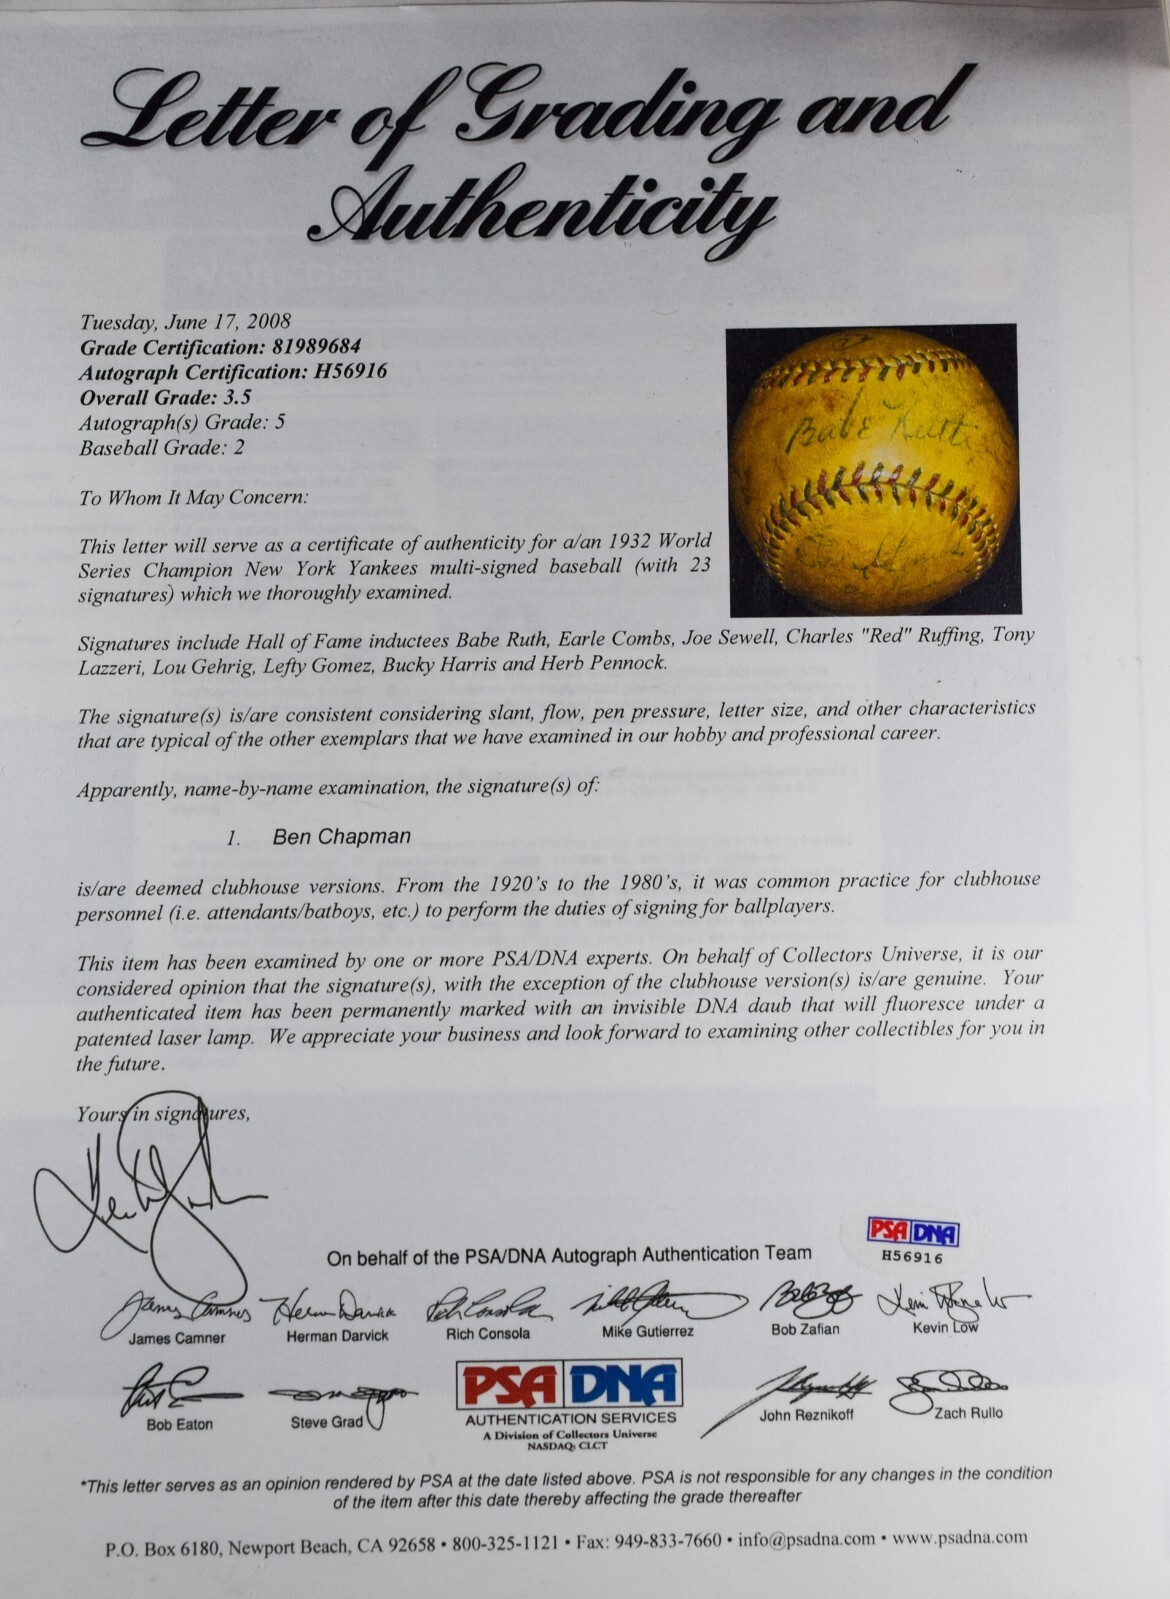 Letter of Grading and
Authenticity
Tuesday, June 17, 2008
Grade Certification: 81989684
Autograph Certification: H56916
Overall Grade: 3.5
Autograph(s) Grade: 5
Baseball Grade: 2
Babe Ruth
To Whom It May Concern:
This letter will serve as a certificate of authenticity for a/an 1932 World
Series Champion New York Yankees multi-signed baseball (with 23
signatures) which we thoroughly examined.
Signatures include Hall of Fame inductees Babe Ruth, Earle Combs, Joe Sewell, Charles "Red" Ruffing, Tony
Lazzeri, Lou Gehrig, Lefty Gomez, Bucky Harris and Herb Pennock.
The signature(s) is/are consistent considering slant, flow, pen pressure, letter size, and other characteristics
that are typical of the other exemplars that we have examined in our hobby and professional career.
Apparently, name-by-name examination, the signature(s) of:
1. Ben Chapman
is/are deemed clubhouse versions. From the 1920's to the 1980's, it was common practice for clubhouse
personnel (i.e. attendants/batboys, etc.) to perform the duties of signing for ballplayers.
This item has been examined by one or more PSA/DNA experts. On behalf of Collectors Universe, it is our
considered opinion that the signature(s), with the exception of the clubhouse version(s) is/are genuine. Your
authenticated item has been permanently marked with an invisible DNA daub that will fluoresce under a
patented laser lamp. We appreciate your business and look forward to examining other collectibles for you in
the future.
Yours in signatures,
PSA DNA
H56916
On behalf of the PSA/DNA Autograph Authentication Team
James Camner
Herman Darvick
Rich Consola
Mike Gutierrez
Bob Zafian
Kevin Low
Bob Eaton
Steve Grad
PSA DNA
AUTHENTICATION SERVICES
A Division of Collectors Universe
NASDAQ: CLCT
John Reznikoff
Zach Rullo
*This letter serves as an opinion rendered by PSA at the date listed above. PSA is not responsible for any changes in the condition
of the item after this date thereby affecting the grade thereafter
P.O. Box 6180, Newport Beach, CA 92658 • 800-325-1121 • Fax: 949-833-7660 • info@psadna.com • www.psadna.com